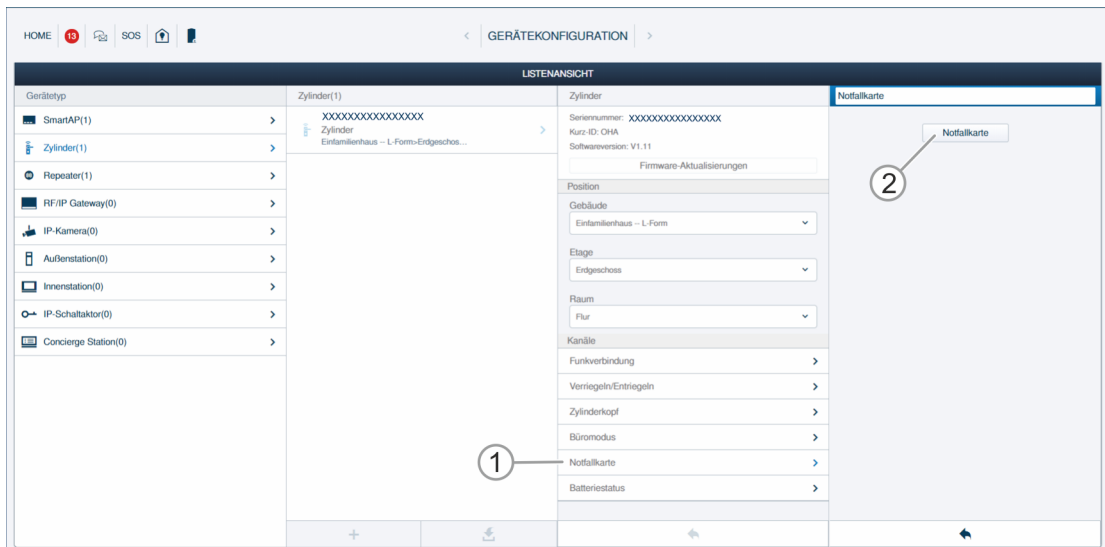 HOME 13 SOS < GERÄTEKONFIGURATION >
LISTENANSICHT
Gerätetyp
SmartAP(1)
Zylinder(1)
Repeater(1)
RF/IP Gateway(0)
IP-Kamera(0)
Außenstation(0)
Innenstation(0)
IP-Schaltaktor(0)
Concierge Station(0)
Zylinder(1)
XXXXXXXXXXXXXXXX
Zylinder
Einfamilienhaus – L-Form>Erdgeschos...
Zylinder
Seriennummer: XXXXXXXXXXXXXXXX
Kurz-ID: OHA
Softwareversion: V1.11
Firmware-Aktualisierungen
Position
Gebäude
Einfamilienhaus – L-Form
Etage
Erdgeschoss
Raum
Flur
Kanäle
Funkverbindung
Verriegeln/Entriegeln
Zylinderkopf
Büromodus
1
Notfallkarte
Batteriestatus
Notfallkarte
Notfallkarte
2